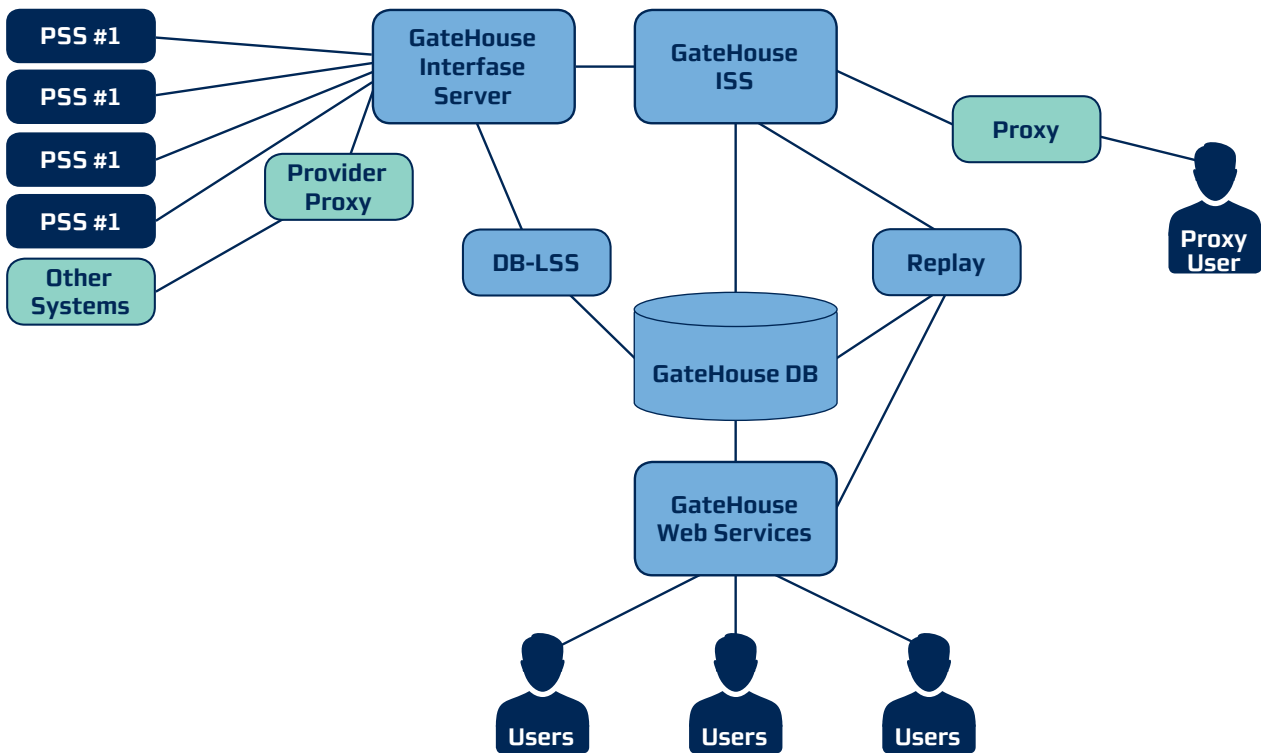 PSS #1
PSS #1
PSS #1
PSS #1
Other
Systems
GateHouse
Interfase
Server
Provider
Proxy
GateHouse
ISS
Proxy
Proxy
User
DB-LSS
Replay
GateHouse DB
GateHouse
Web Services
Users
Users
Users